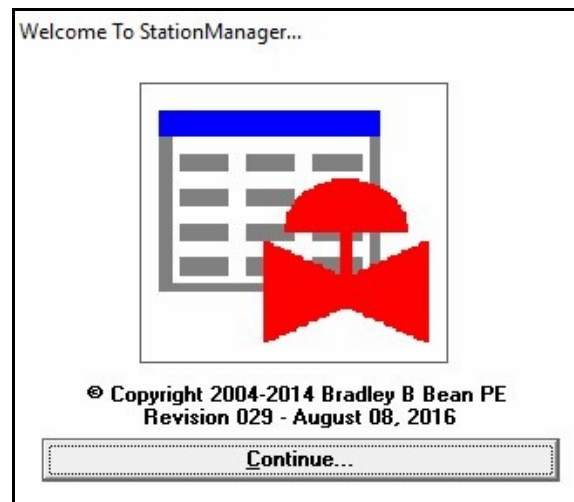 Welcome To StationManager...
© Copyright 2004-2014 Bradley B Bean PE
Revision 029 - August 08, 2016
Continue...